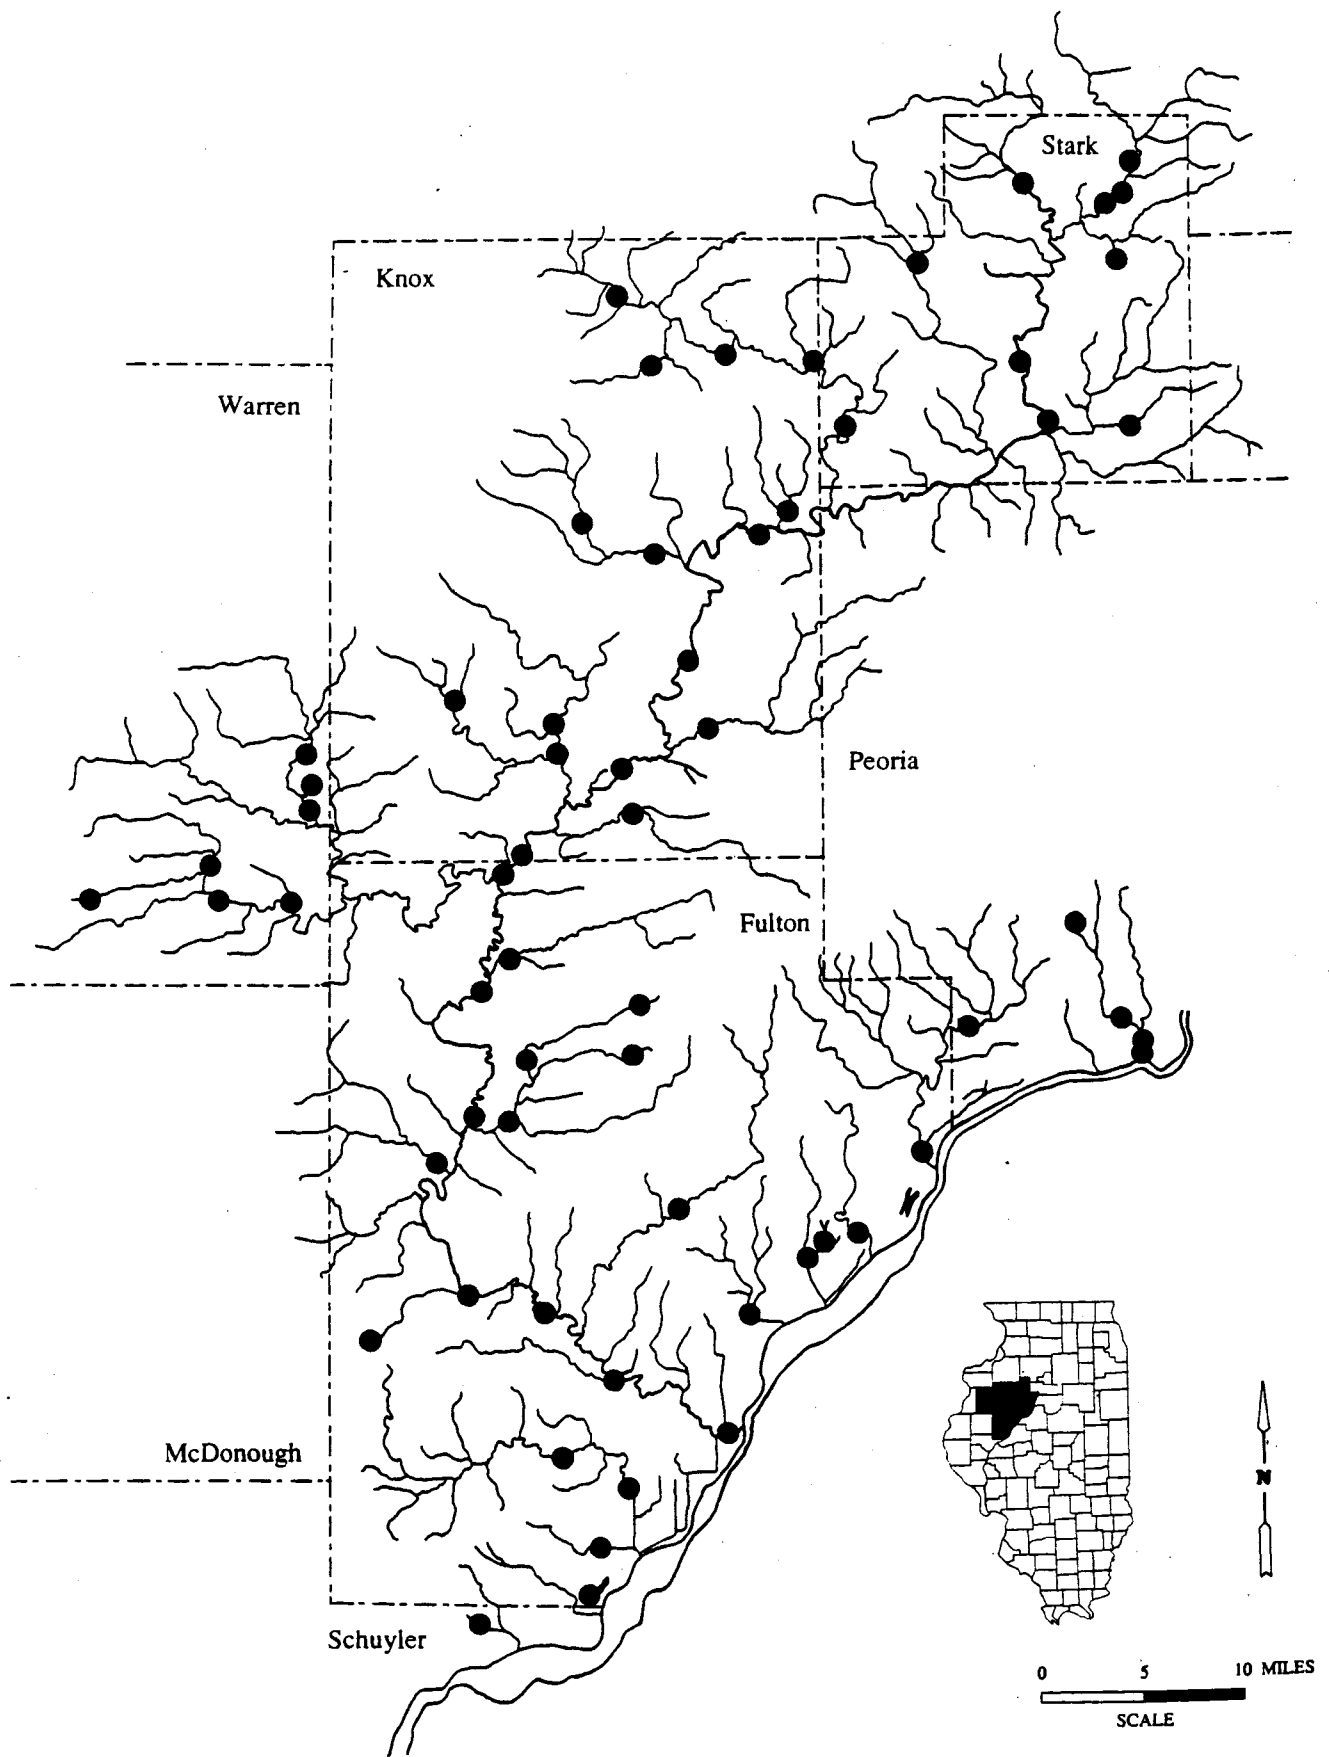 Stark
Knox
Warren
Peoria
Fulton
McDonough
N
Schuyler
0 5 10 MILES
SCALE